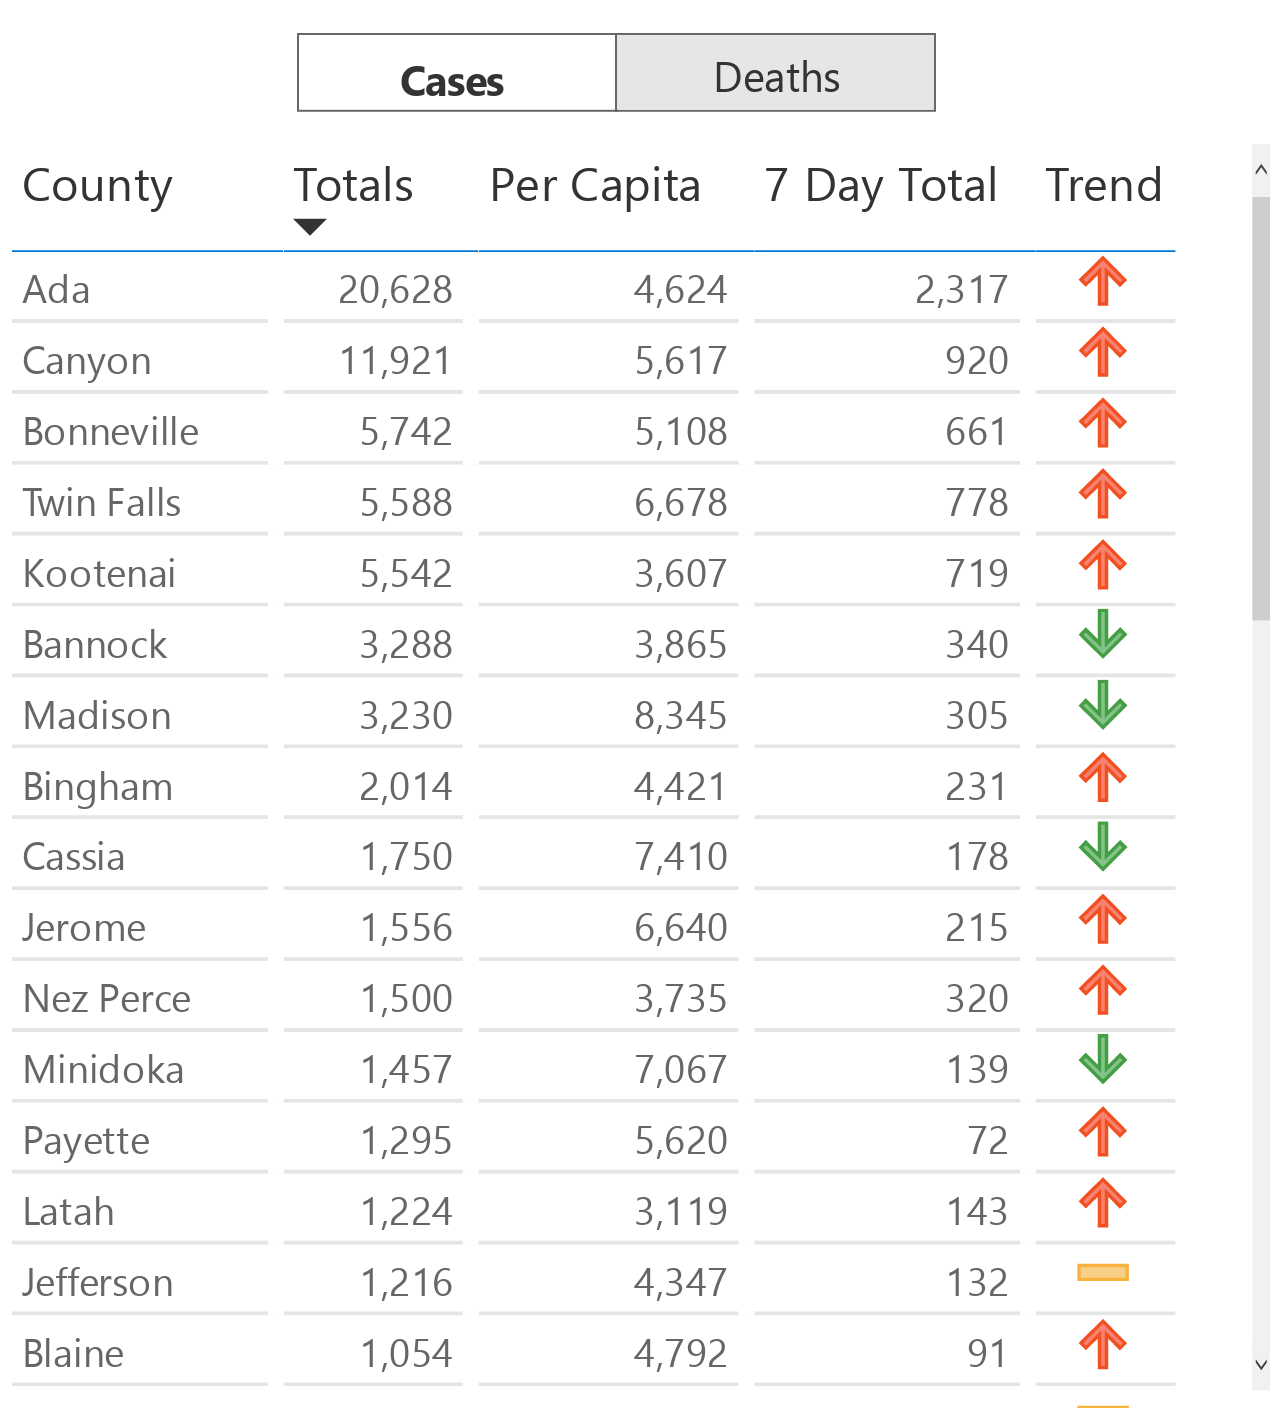 Cases Deaths
County Totals Per Capita 7 Day Total Trend
Ada 20,628 4,624 2,317
Canyon 11,921 5,617 920
Bonneville 5,742 5,108 661
Twin Falls 5,588 6,678 778
Kootenai 5,542 3,607 719
Bannock 3,288 3,865 340
Madison 3,230 8,345 305
Bingham 2,014 4,421 231
Cassia 1,750 7,410 178
Jerome 1,556 6,640 215
Nez Perce 1,500 3,735 320
Minidoka 1,457 7,067 139
Payette 1,295 5,620 72
Latah 1,224 3,119 143
Jefferson 1,216 4,347 132
Blaine 1,054 4,792 91